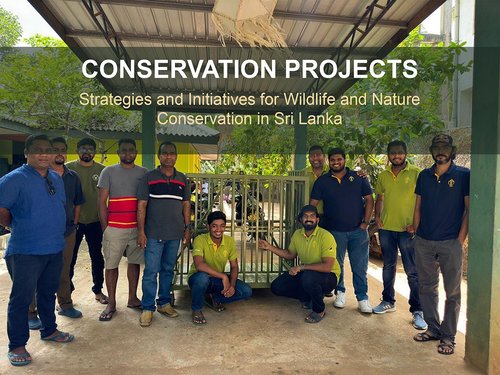 CONSERVATION PROJECTS
Strategies and Initiatives for Wildlife and Nature
Conservation in Sri Lanka